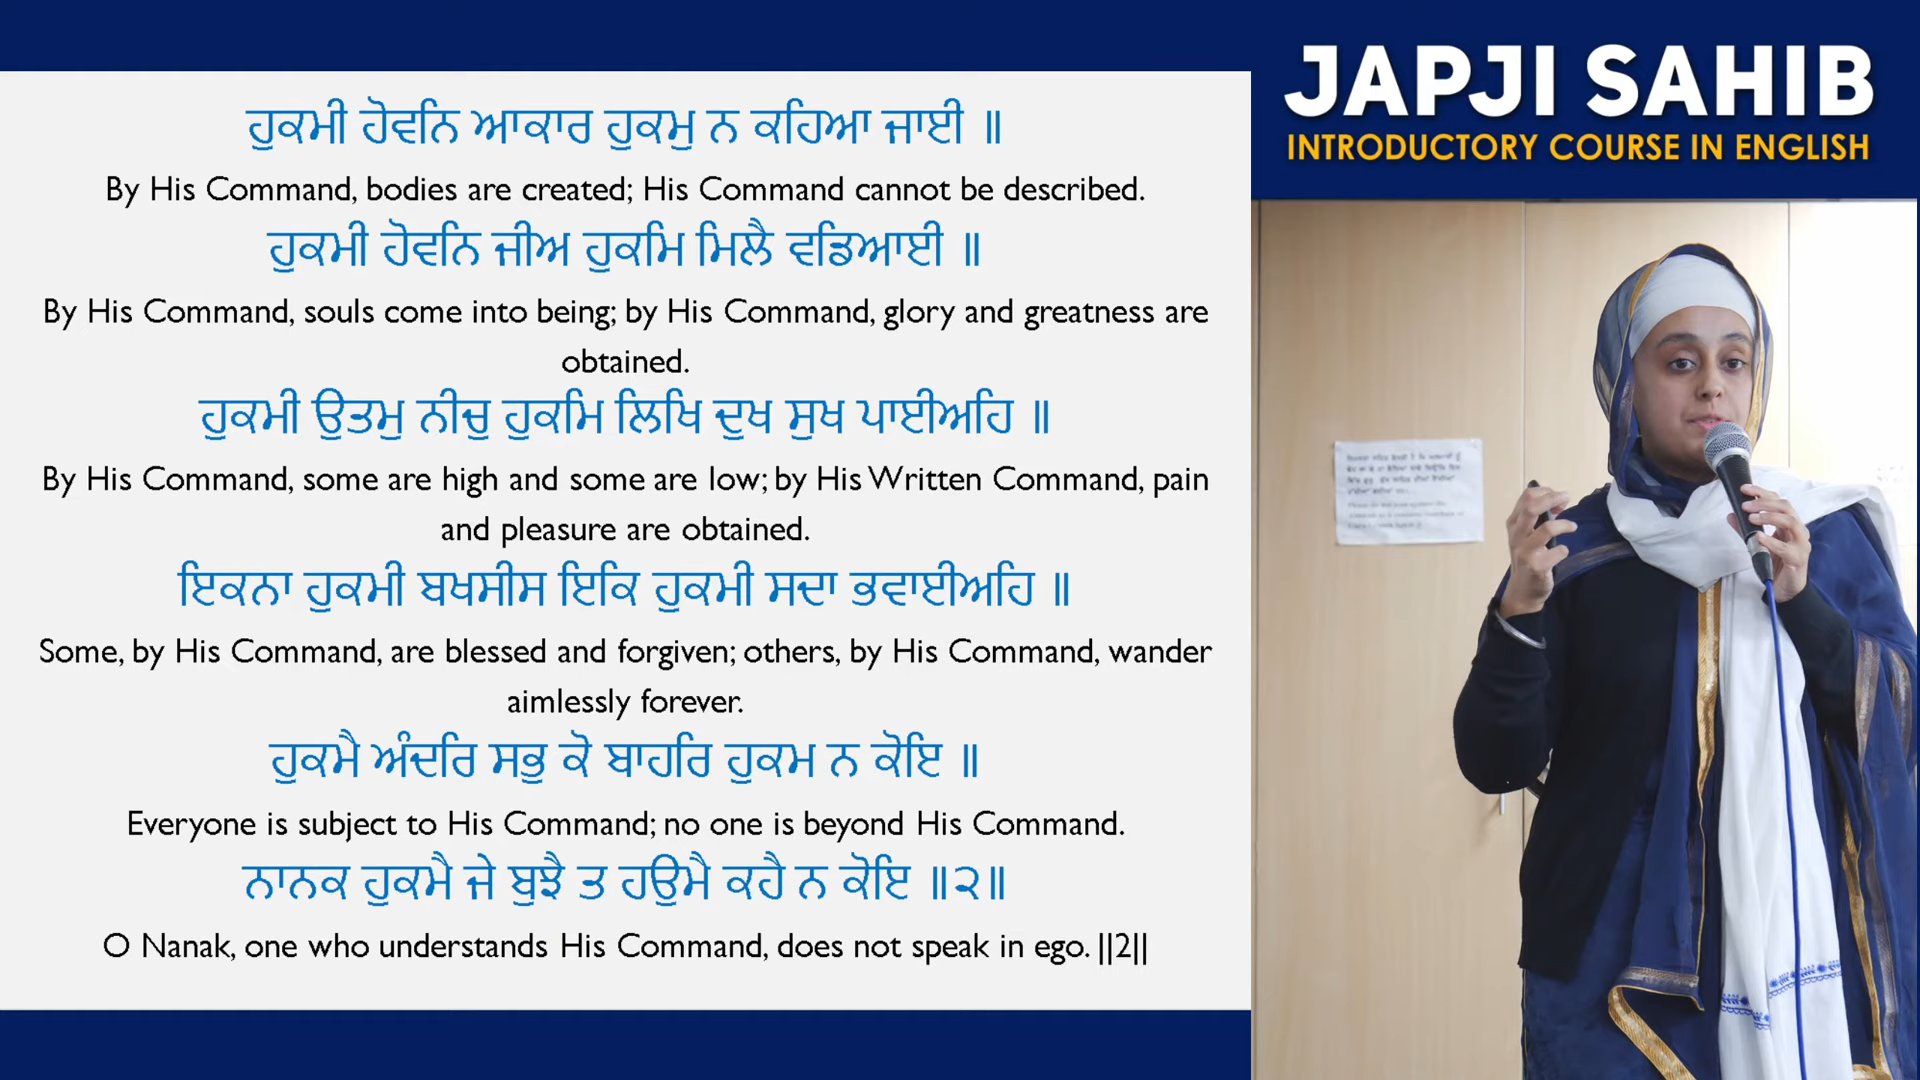 ਹੁਕਮੀ ਹੋਵਨਿ ਆਕਾਰ ਹੁਕਮੁ ਨ ਕਹਿਆ ਜਾਈ ॥
By His Command, bodies are created; His Command cannot be described.
ਹੁਕਮੀ ਹੋਵਨਿ ਜੀਅ ਹੁਕਮਿ ਮਿਲੈ ਵਡਿਆਈ ॥
By His Command, souls come into being; by His Command, glory and greatness are
obtained.
ਹੁਕਮੀ ਉਤਮੁ ਨੀਚੁ ਹੁਕਮਿ ਲਿਖਿ ਦੁਖ ਸੁਖ ਪਾਈਅਹਿ ॥
By His Command, some are high and some are low; by His Written Command, pain
and pleasure are obtained.
ਇਕਨਾ ਹੁਕਮੀ ਬਖਸੀਸ ਇਕਿ ਹੁਕਮੀ ਸਦਾ ਭਵਾਈਅਹਿ ॥
Some, by His Command, are blessed and forgiven; others, by His Command, wander
aimlessly forever.
ਹੁਕਮੈ ਅੰਦਰਿ ਸਭੁ ਕੋ ਬਾਹਰਿ ਹੁਕਮ ਨ ਕੋਇ ॥
Everyone is subject to His Command; no one is beyond His Command.
ਨਾਨਕ ਹੁਕਮੈ ਜੇ ਬੁਝੈ ਤ ਹਉਮੈ ਕਹੈ ਨ ਕੋਇ ॥੨॥
O Nanak, one who understands His Command, does not speak in ego. ||2||
JAPJI SAHIB
INTRODUCTORY COURSE IN ENGLISH